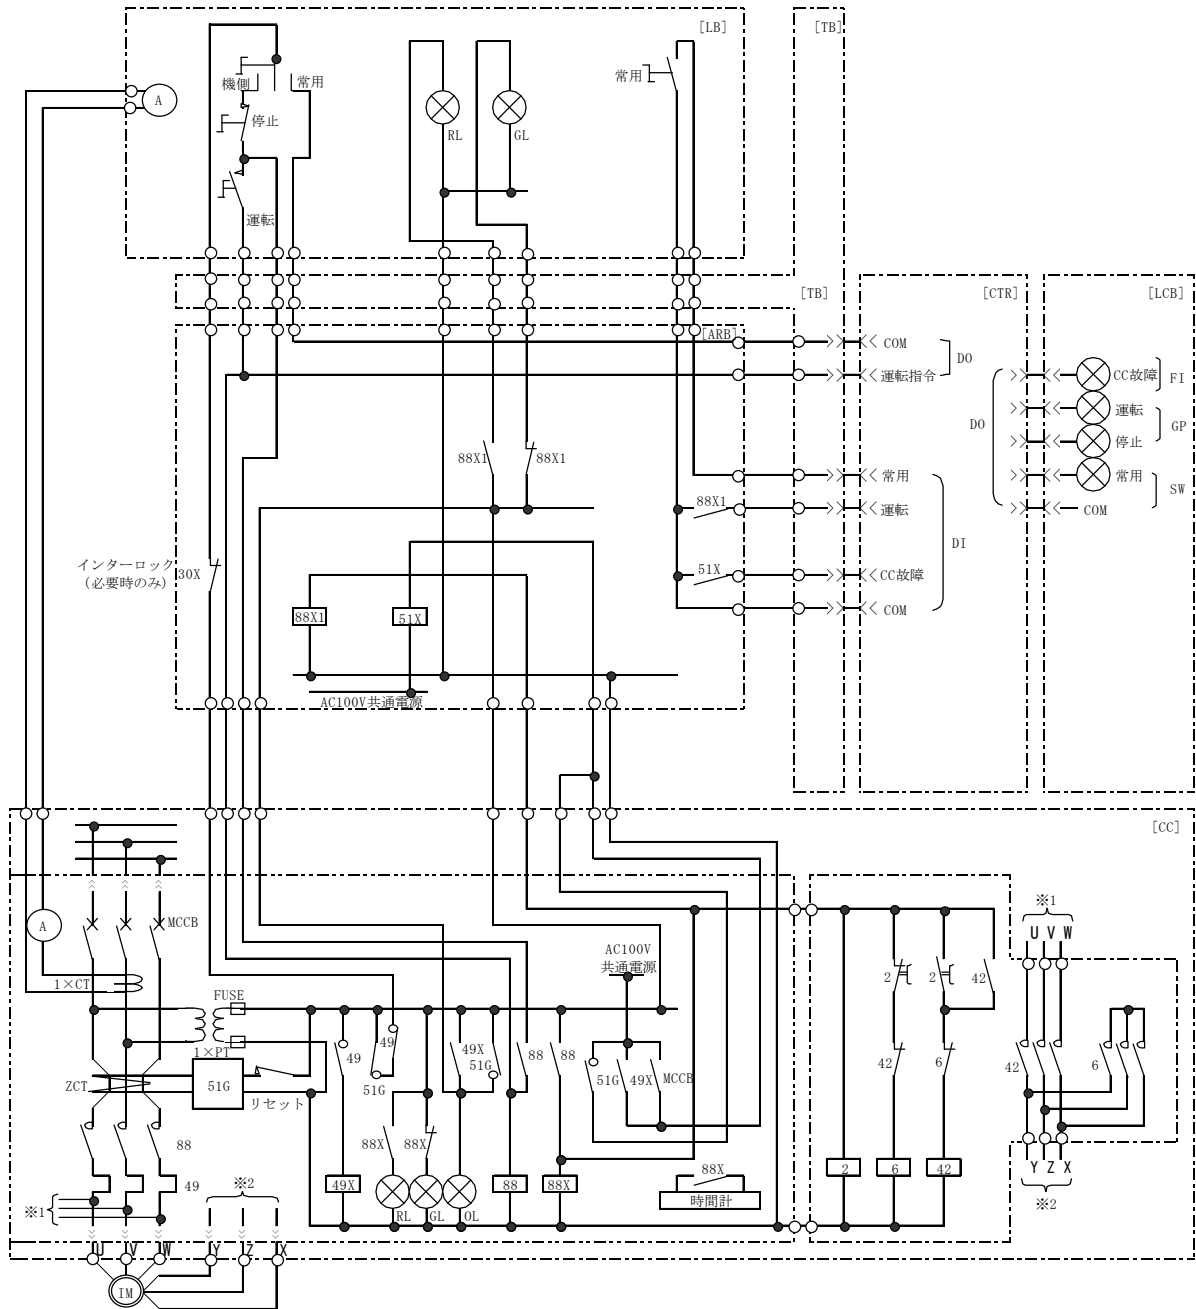 [LB]
[TB]
機側
常用
停止
運転
A
RL
GL
常用
[TB]
[CTR]
[LCB]
[ARB]
COM
運転指令
DO
DO
CC故障
FI
運転
GP
停止
常用
SW
COM
88X1
88X1
常用
88X1
運転
DI
51X
CC故障
COM
インターロック
(必要時のみ)
30X
88X1
51X
AC100V共通電源
[CC]
A
MCCB
1×CT
FUSE
1×PT
ZCT
51G
リセット
AC100V
共通電源
49
49
51G
49X
51G
88
88
51G
49X
MCCB
88X
88X
88
49
49X
RL
GL
OL
88
88X
88X
時間計
※1
※2
U
V
W
Y
Z
X
IM
2
2
42
42
6
2
6
42
※1
U V W
42
6
Y Z X
※2